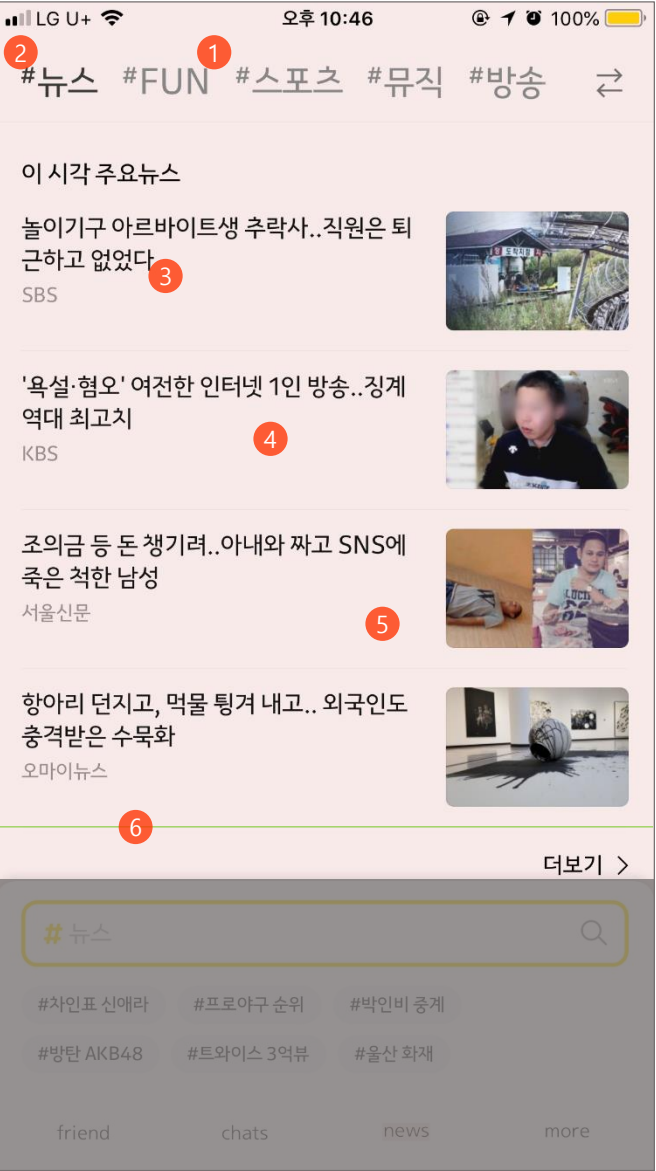 LG U+ 오후 10:46 100%
2 1
#뉴스 #FUN #스포츠 #뮤직 #방송
이 시각 주요뉴스
놀이기구 아르바이트생 추락사..직원은 퇴
근하고 없었다
3
SBS
도착지점
'욕설·혐오' 여전한 인터넷 1인 방송..징계
역대 최고치
4
KBS
조의금 등 돈 챙기려..아내와 짜고 SNS에
죽은 척한 남성
서울신문
5
항아리 던지고, 먹물 튕겨 내고.. 외국인도
충격받은 수묵화
오마이뉴스
6
더보기
# 뉴스
#차인표 신애라 #프로야구 순위 #박인비 중계
#방탄 AKB48 #트와이스 3억뷰 #울산 화재
friend chats news more